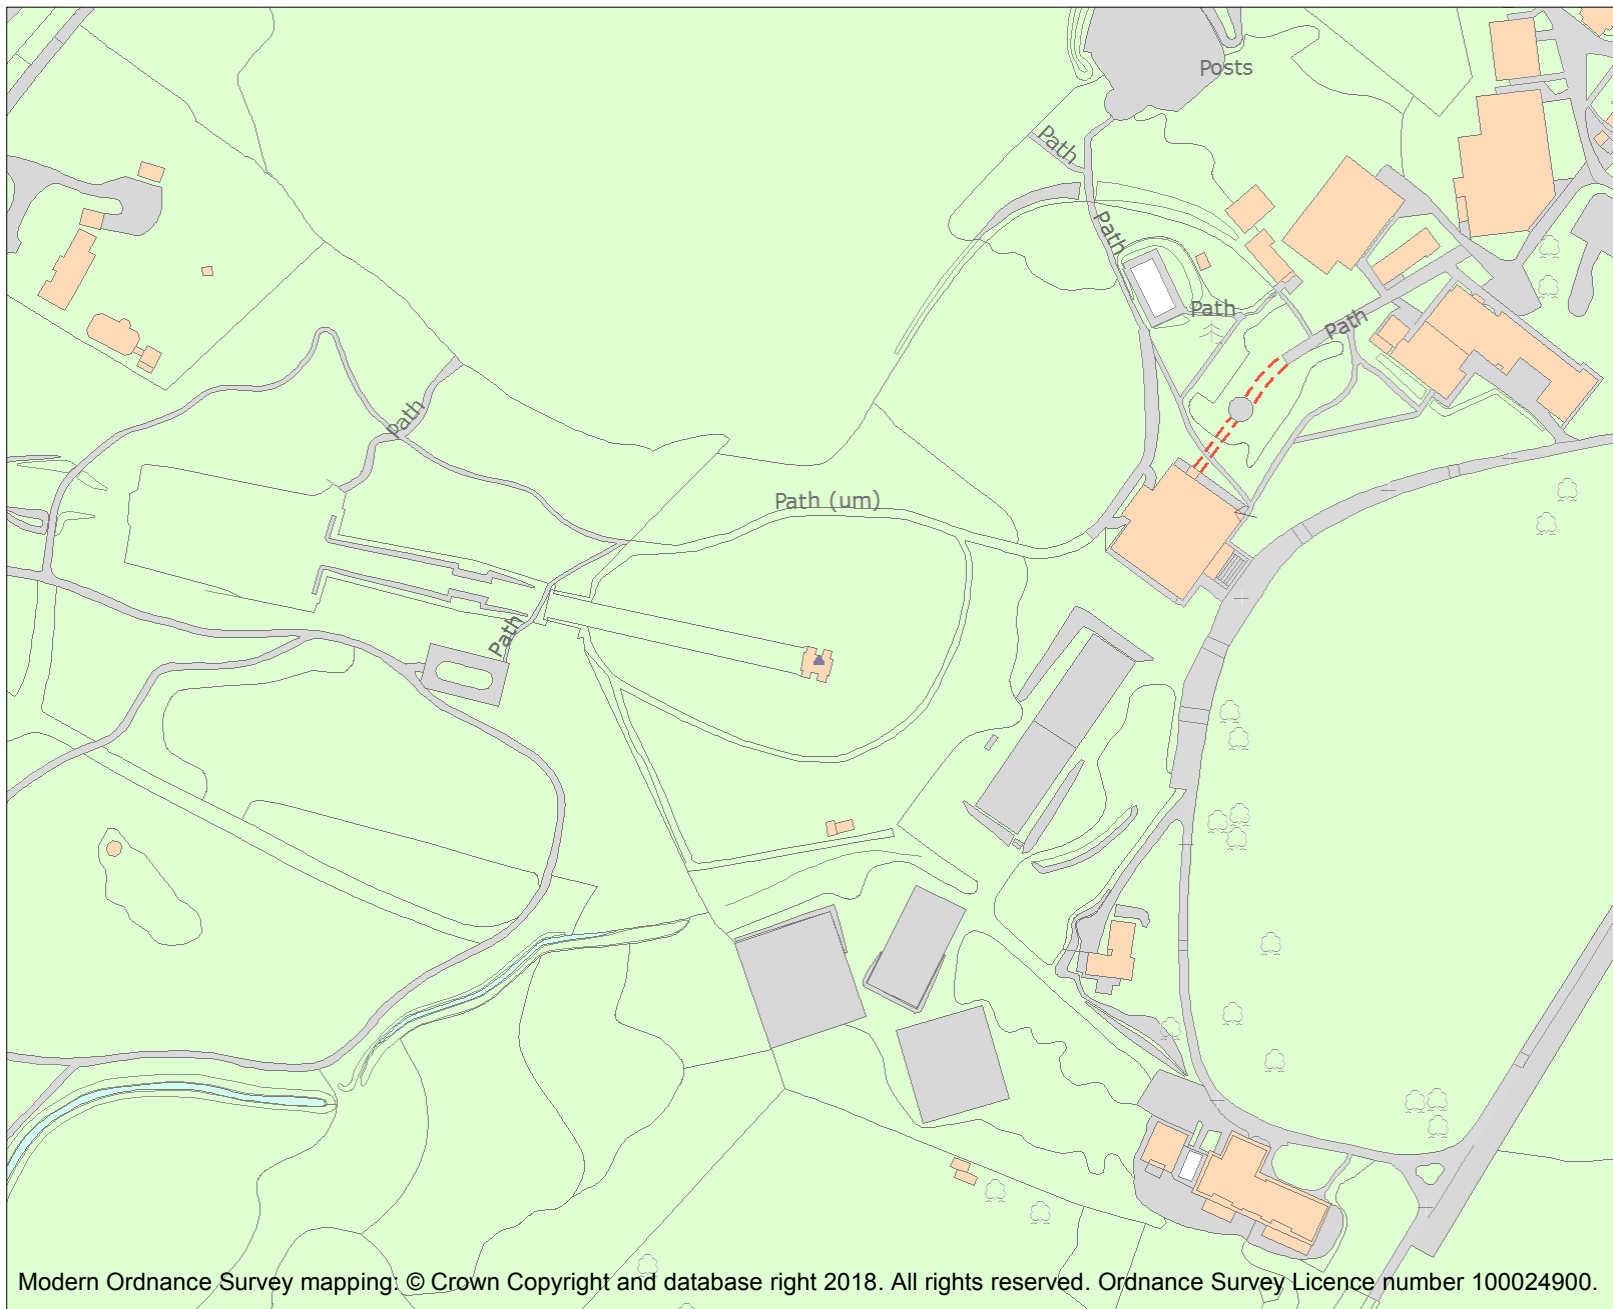 Posts
Path
Path
Path
Path
Path
Path (um)
Path
Modern Ordnance Survey mapping: © Crown Copyright and database right 2018. All rights reserved. Ordnance Survey Licence number 100024900.